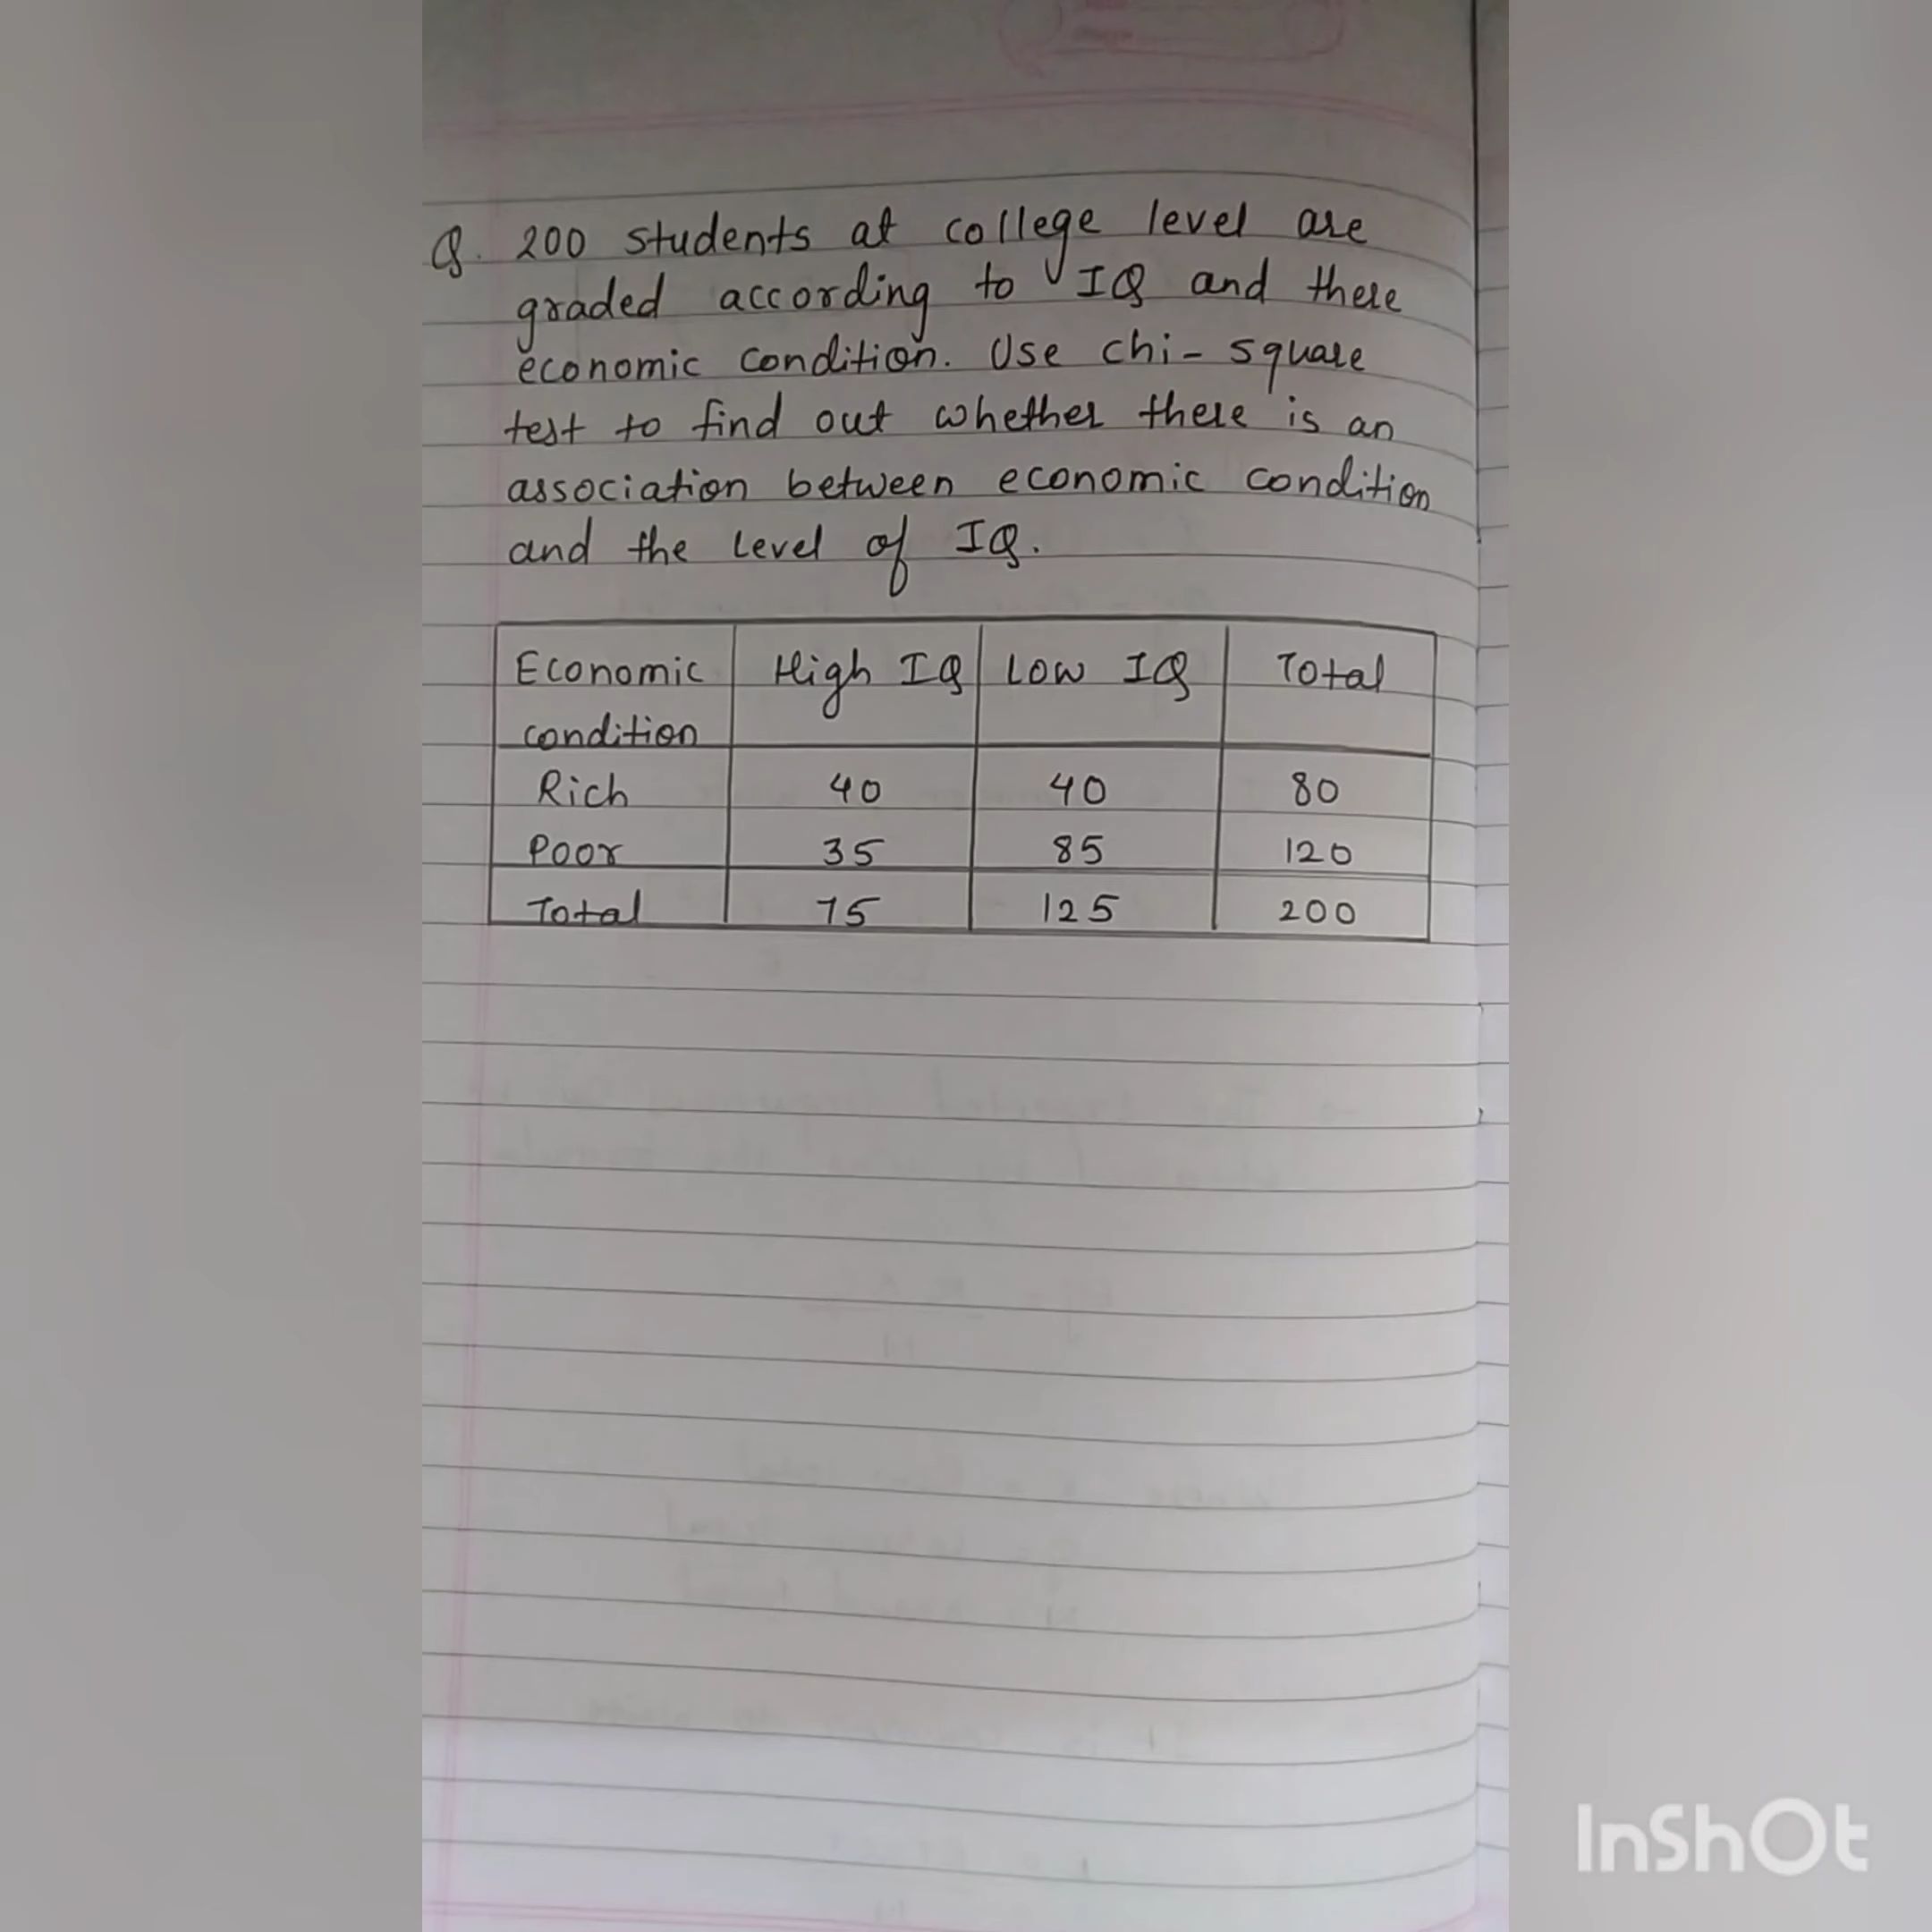 Q. 200 students at college level are
graded according to IQ and there
economic condition. Use chi-square
test to find out whether there is an
association between economic condition
and the level of IQ.
Economic condition High IQ Low IQ Total
Rich 40 40 80
Poor 35 85 120
Total 75 125 200
InShOt